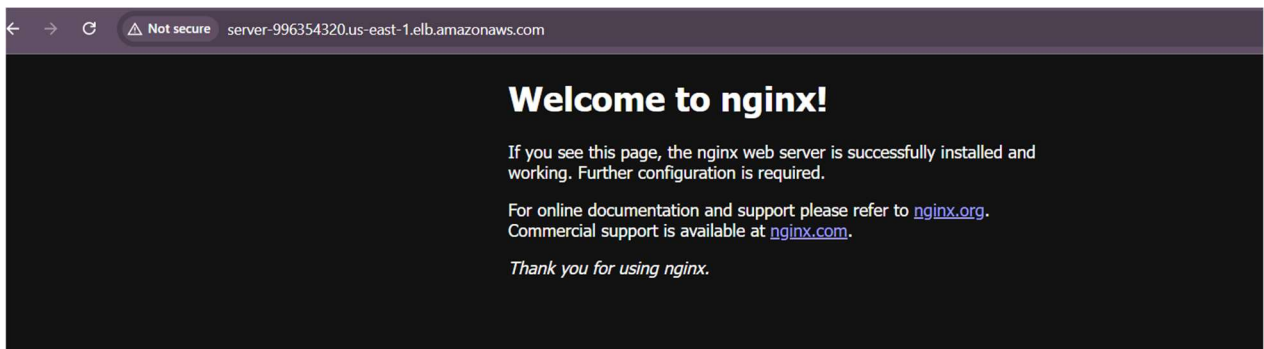 Not secure server-996354320.us-east-1.elb.amazonaws.com
Welcome to nginx!
If you see this page, the nginx web server is successfully installed and
working. Further configuration is required.
For online documentation and support please refer to nginx.org.
Commercial support is available at nginx.com.
Thank you for using nginx.